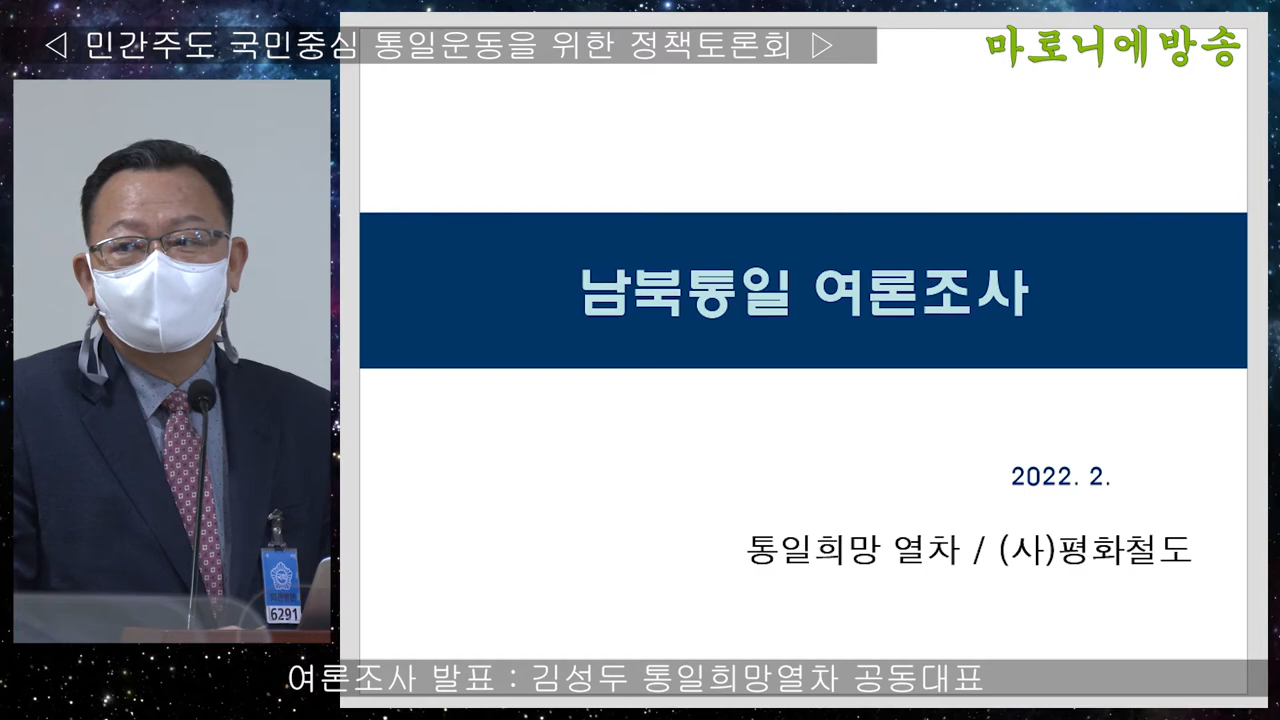 ◁ 민간주도 국민중심 통일운동을 위한 정책토론회 ▷
마로니에방송
남북통일 여론조사
2022. 2.
통일희망 열차 / (사)평화철도
6291
여론조사 발표 : 김성두 통일희망열차 공동대표